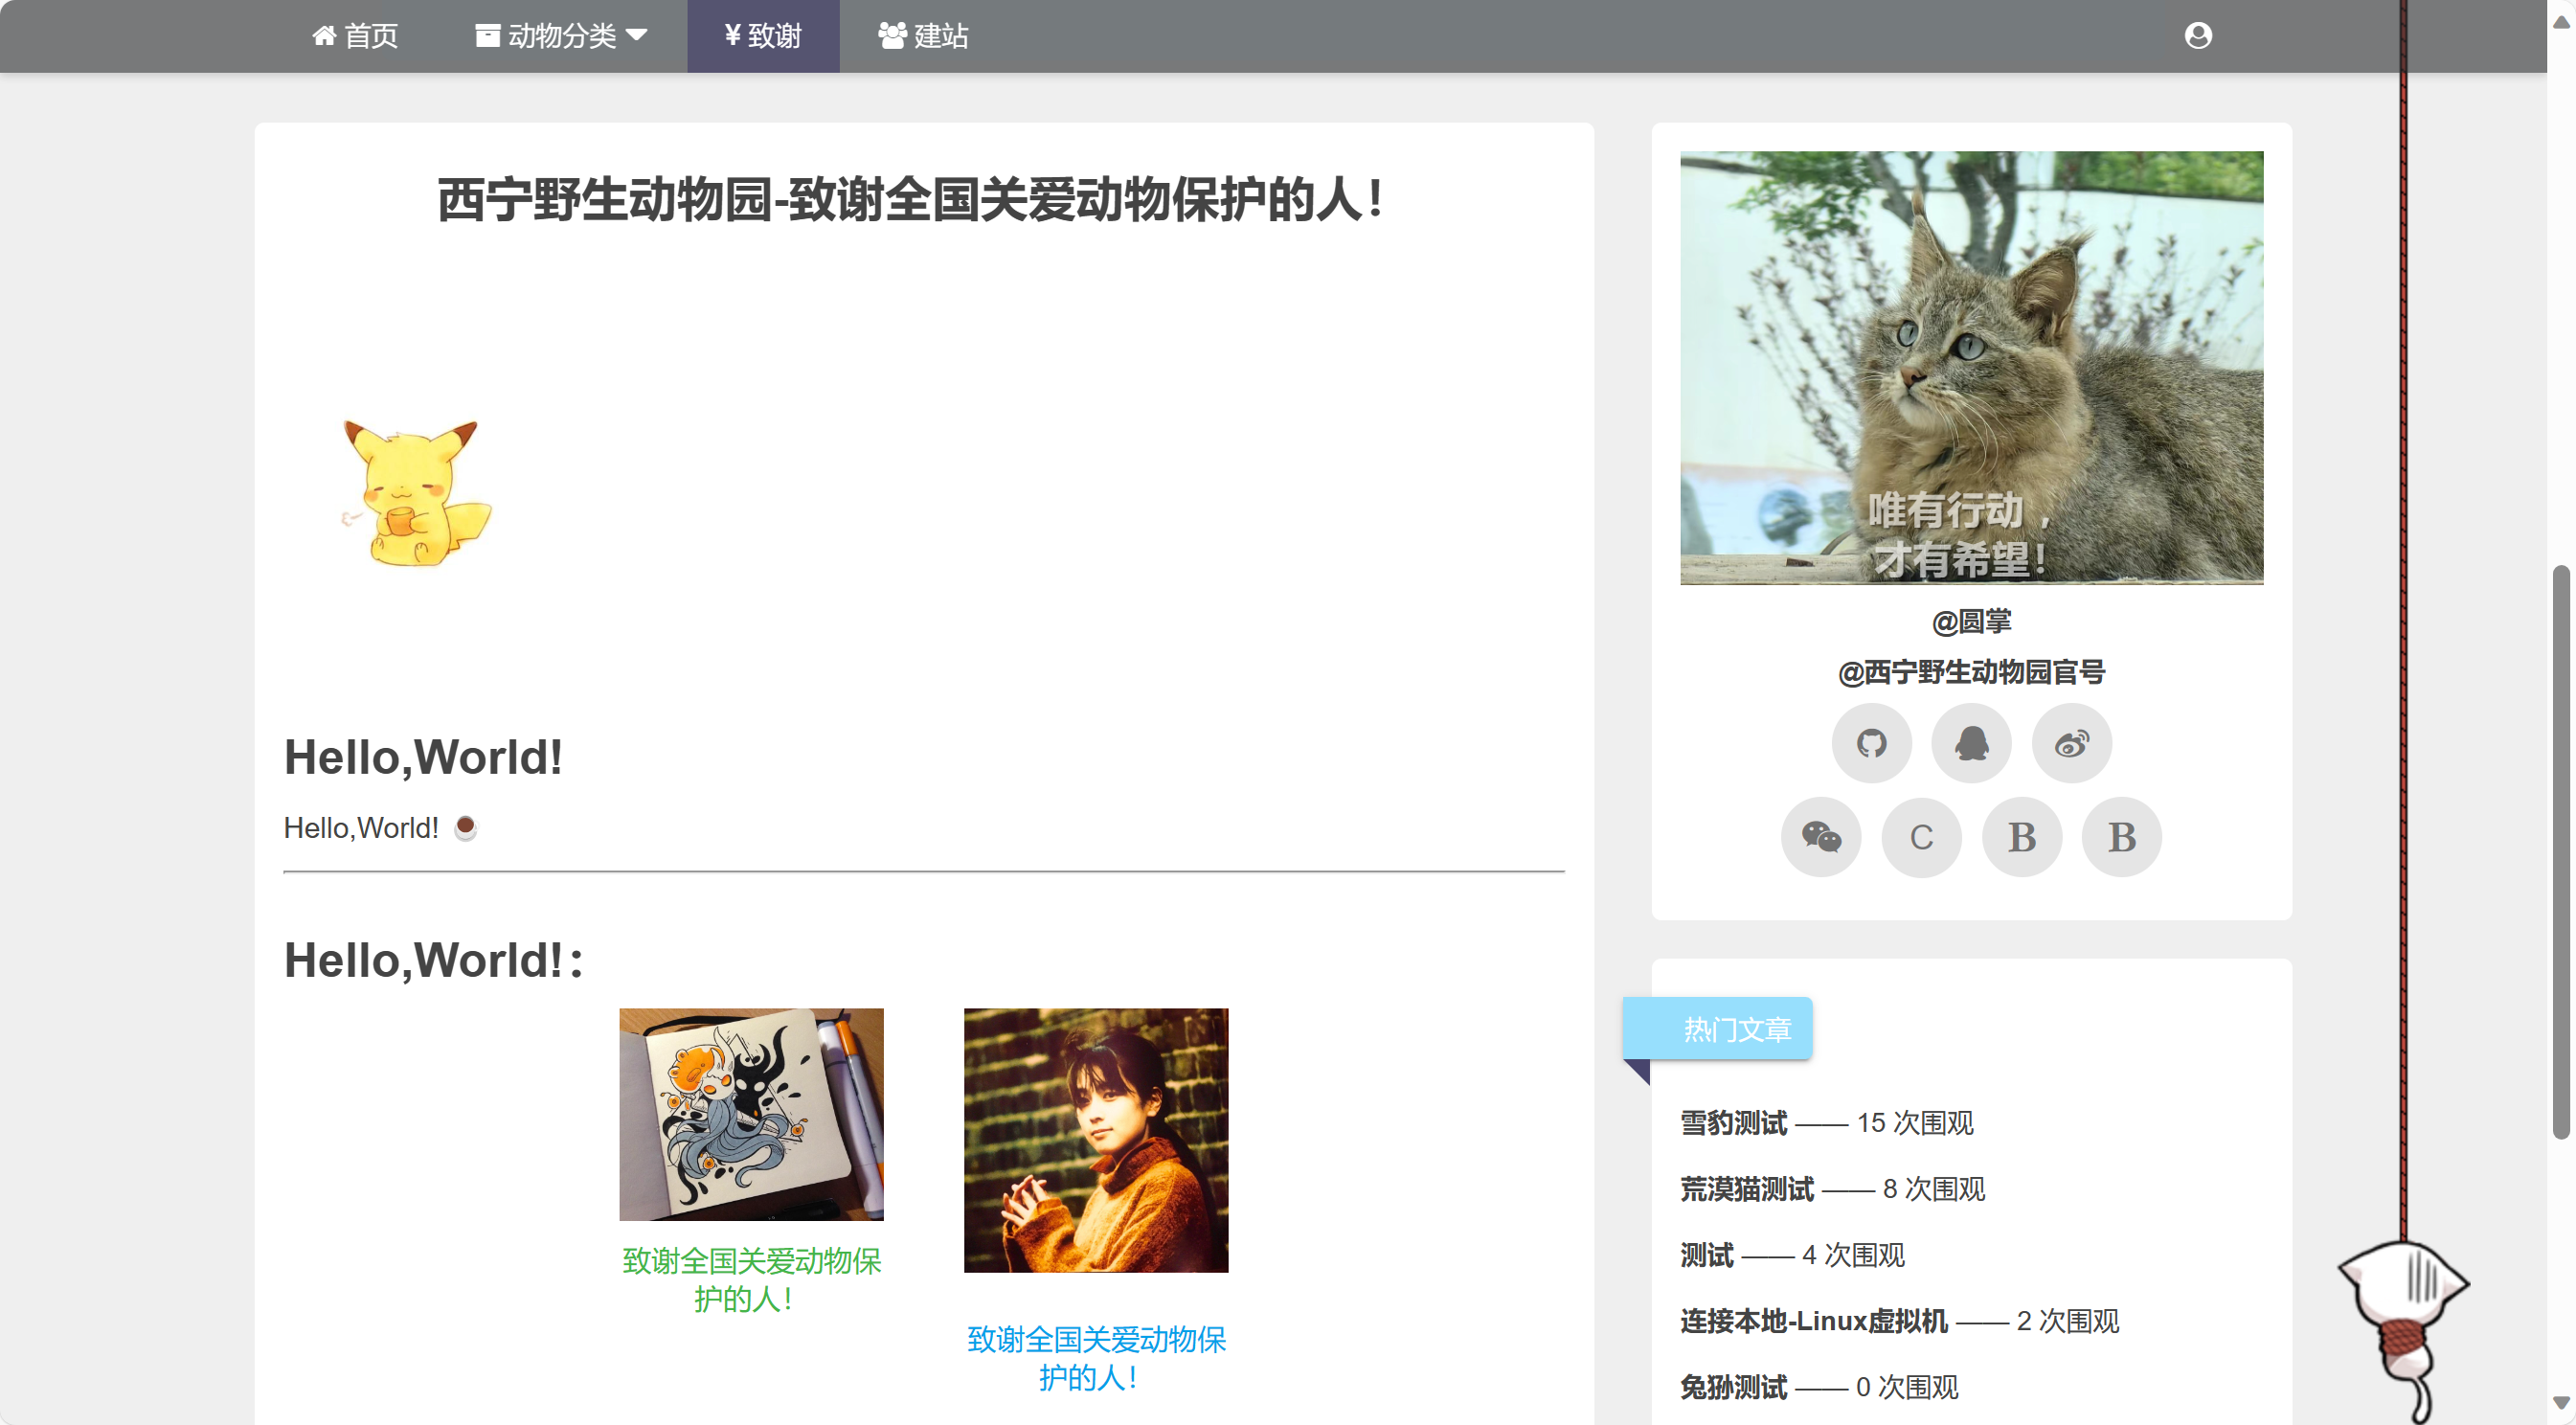 首页
动物分类
¥ 致谢
建站
西宁野生动物园-致谢全国关爱动物保护的人！
Hello,World!
Hello,World!
Hello,World!：
致谢全国关爱动物保
护的人！
致谢全国关爱动物保
护的人！
唯有行动，
才有希望！
@圆掌
@西宁野生动物园官号
C
B
B
热门文章
雪豹测试 —— 15 次围观
荒漠猫测试 —— 8 次围观
测试 —— 4 次围观
连接本地-Linux虚拟机 —— 2 次围观
兔狲测试 —— 0 次围观